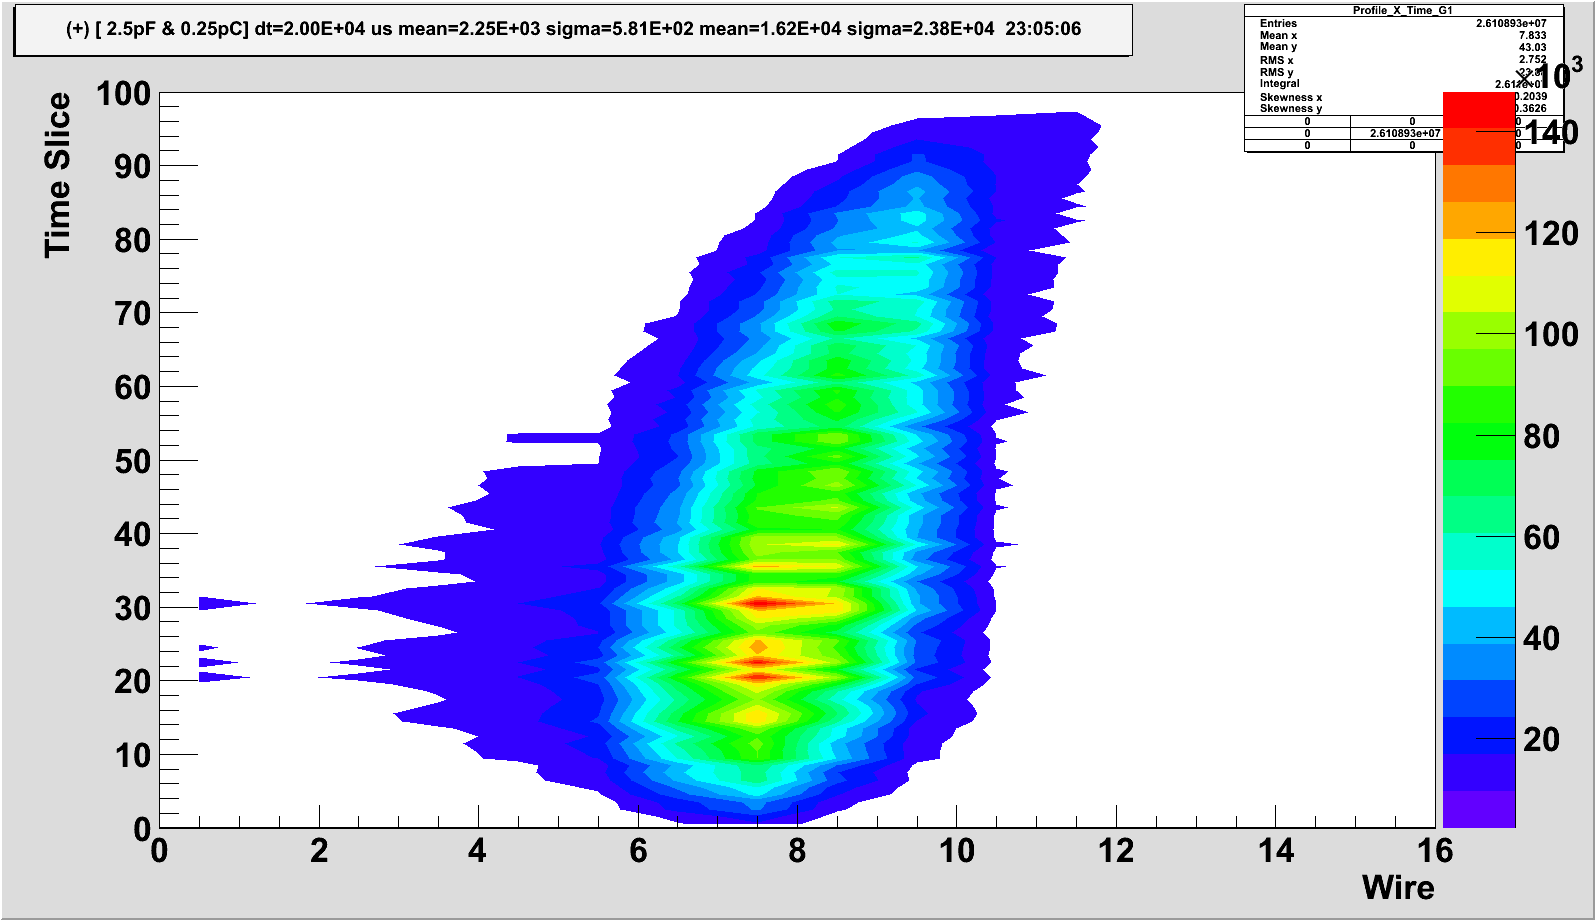 (+) [ 2.5pF & 0.25pC] dt=2.00E+04 us mean=2.25E+03 sigma=5.81E+02 mean=1.62E+04 sigma=2.38E+04 23:05:06
Profile_X_Time_G1
Entries 2.610893e+07
Mean x 7.833
Mean y 43.03
RMS x 2.752
RMS y
Integral
Skewness x 0.2039
Skewness y 0.3626
0 0 0
0 2.610893e+07 0
0 0 0
×10³
Time Slice
100
90
80
70
60
50
40
30
20
10
0
0 2 4 6 8 10 12 14 16
Wire
140
120
100
80
60
40
20